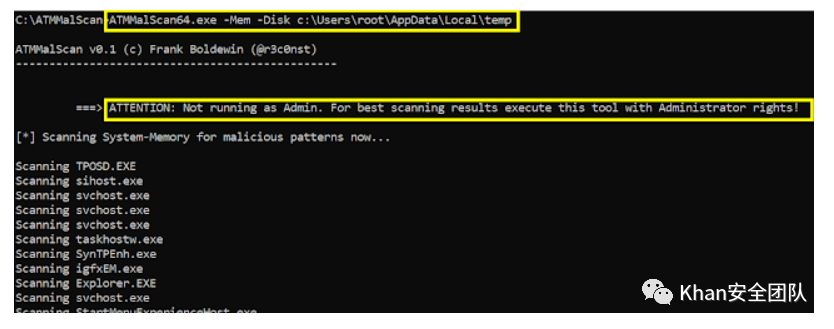 C:\ATMMalScan>ATMMalScan64.exe -Mem -Disk c:\Users\root\AppData\Local\temp
ATMMalScan v0.1 (c) Frank Boldewin (@r3c0nst)
------------------------------------------------
===> ATTENTION: Not running as Admin. For best scanning results execute this tool with Administrator rights!
[*] Scanning System-Memory for malicious patterns now...
Scanning TPOSD.EXE
Scanning sihost.exe
Scanning svchost.exe
Scanning svchost.exe
Scanning svchost.exe
Scanning taskhostw.exe
Scanning SynTPEnh.exe
Scanning igfxEM.exe
Scanning Explorer.EXE
Scanning svchost.exe
Scanning StartMenuExperienceHost.exe
Khan安全团队